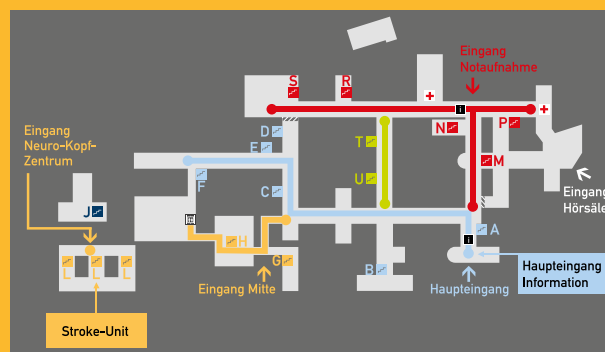 Eingang
Notaufnahme
S
R
N
P
D
E
T
M
Eingang
Neuro-Kopf-
Zentrum
F
C
U
Eingang
Hörsäle
J
A
H
G
B
L
L
L
Eingang Mitte
Haupteingang
Haupteingang
Information
Stroke-Unit
i
i